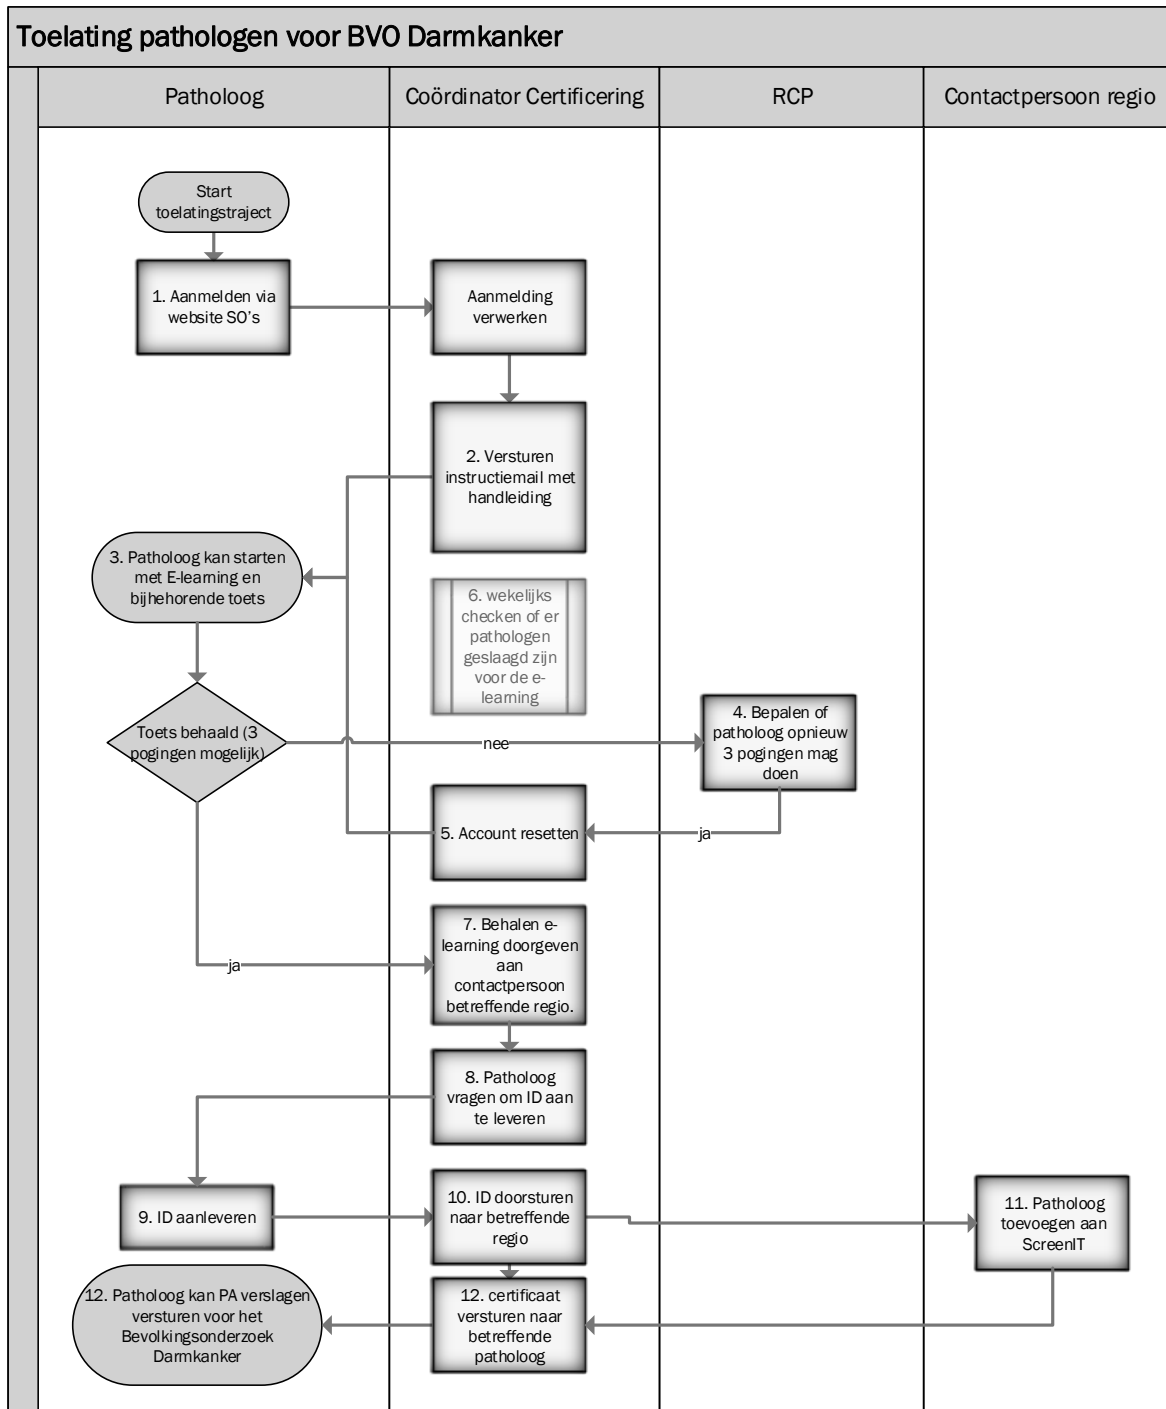 Toelating pathologen voor BVO Darmkanker
Patholoog
Coördinator Certificering
RCP
Contactpersoon regio
Start
toelatingstraject
1. Aanmelden via
website SO's
Aanmelding
verwerken
2. Versturen
instructiemail met
handleiding
3. Patholoog kan starten
met E-learning en
bijhehorende toets
6. wekelijks
checken of er
pathologen
geslaagd zijn
voor de e-
learning
Toets behaald (3
pogingen mogelijk)
nee
4. Bepalen of
patholoog opnieuw
3 pogingen mag
doen
5. Account resetten
ja
7. Behalen e-
learning doorgeven
aan
contactpersoon
betreffende regio.
ja
8. Patholoog
vragen om ID aan
te leveren
9. ID aanleveren
10. ID doorsturen
naar betreffende
regio
11. Patholoog
toevoegen aan
ScreenIT
12. Patholoog kan PA verslagen
versturen voor het
Bevolkingsonderzoek
Darmkanker
12. certificaat
versturen naar
betreffende
patholoog